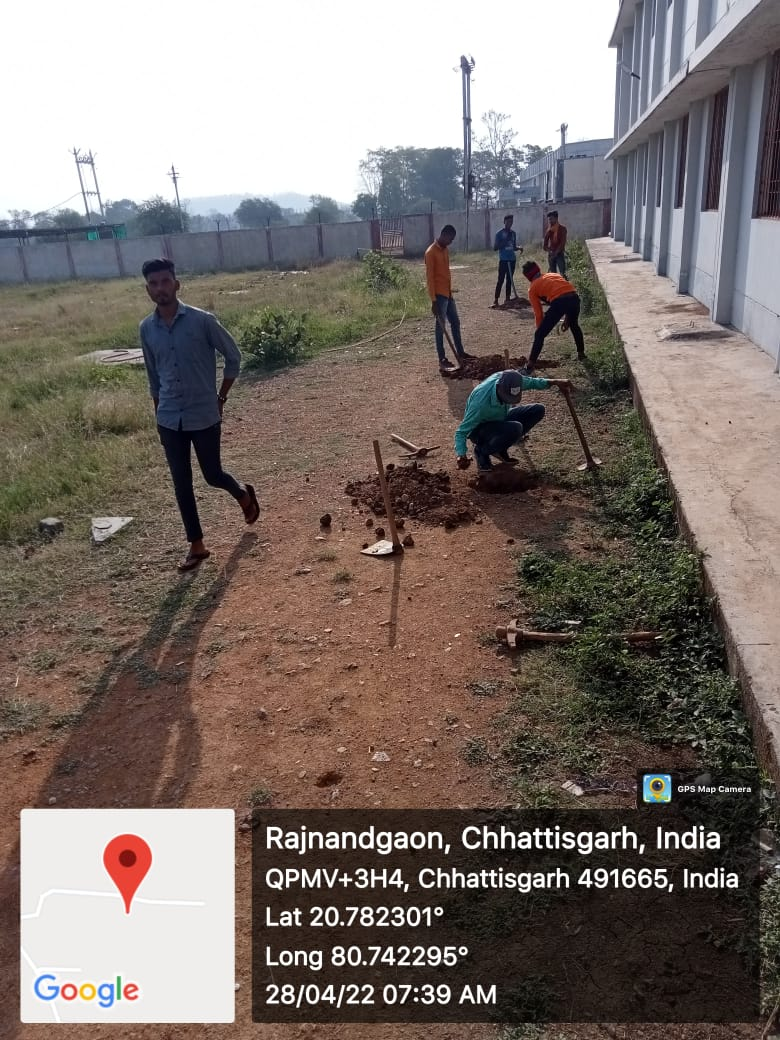 GPS Map Camera
Rajnandgaon, Chhattisgarh, India
QPMV+3H4, Chhattisgarh 491665, India
Lat 20.782301°
Long 80.742295°
28/04/22 07:39 AM
Google